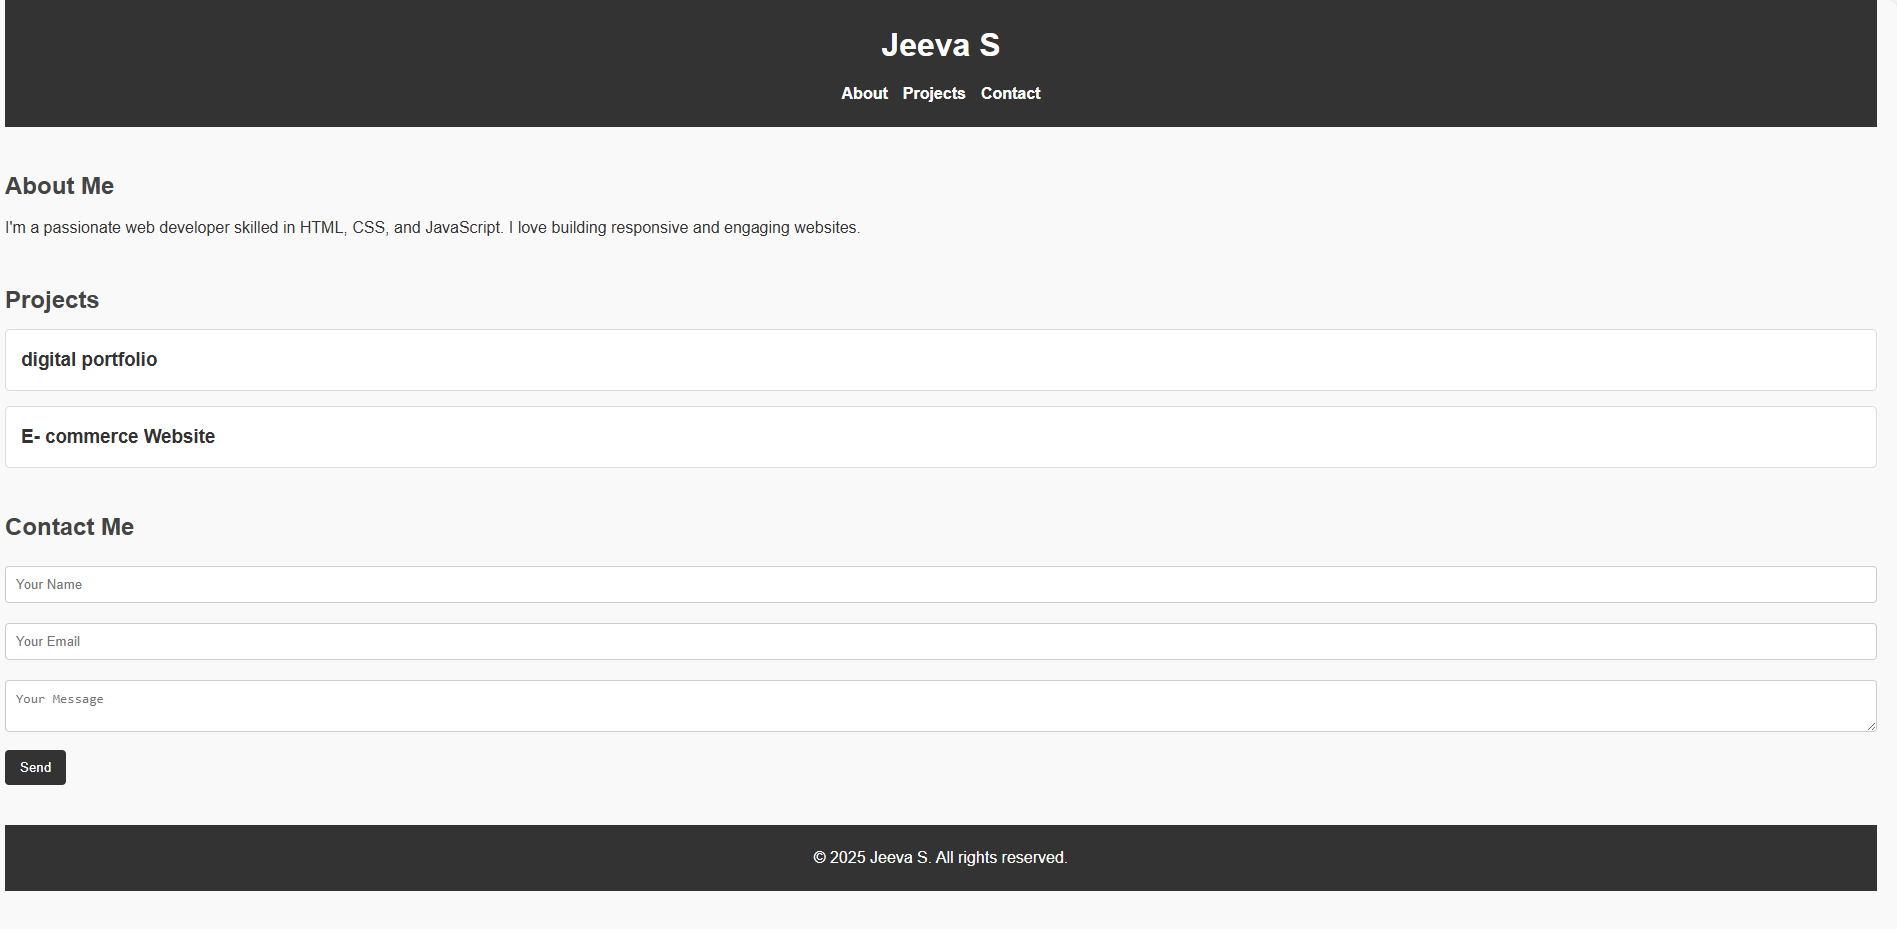 Jeeva S
About Projects Contact
About Me
I'm a passionate web developer skilled in HTML, CSS, and JavaScript. I love building responsive and engaging websites.
Projects
digital portfolio
E- commerce Website
Contact Me
Your Name
Your Email
Your Message
Send
© 2025 Jeeva S. All rights reserved.